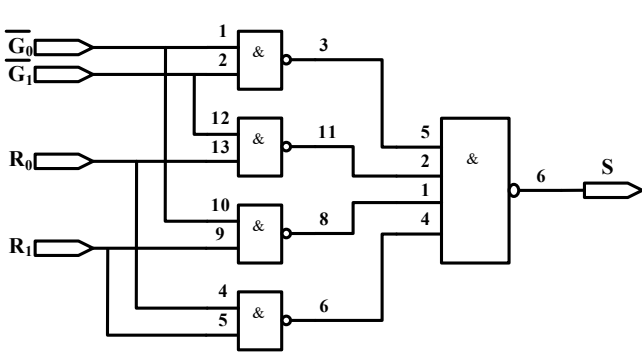 G̅₀ 1 & 3
G̅₁ 2
12 & 11 5
R₀ 13 2 & 6 S
10 & 8 1
R₁ 9 4
4 & 6
5